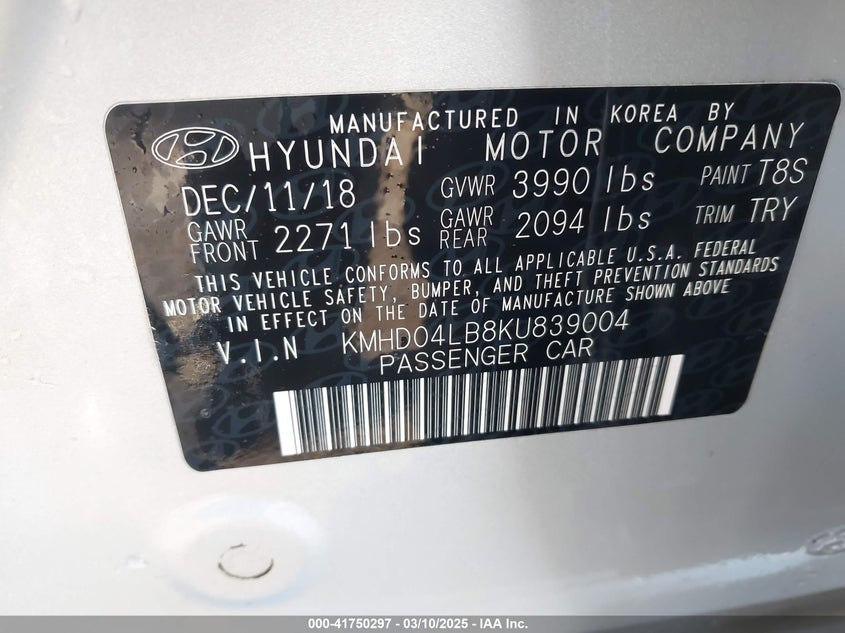 MANUFACTURED IN KOREA BY
HYUNDAI MOTOR COMPANY
DEC/11/18 GVWR 3990 lbs PAINT T8S
GAWR FRONT 2271 lbs GAWR REAR 2094 lbs TRIM TRY
THIS VEHICLE CONFORMS TO ALL APPLICABLE U.S.A. FEDERAL
MOTOR VEHICLE SAFETY, BUMPER, AND THEFT PREVENTION STANDARDS
IN EFFECT ON THE DATE OF MANUFACTURE SHOWN ABOVE
V.I.N KMHD04LB8KU839004
PASSENGER CAR
000-41750297 - 03/10/2025 - IAA Inc.